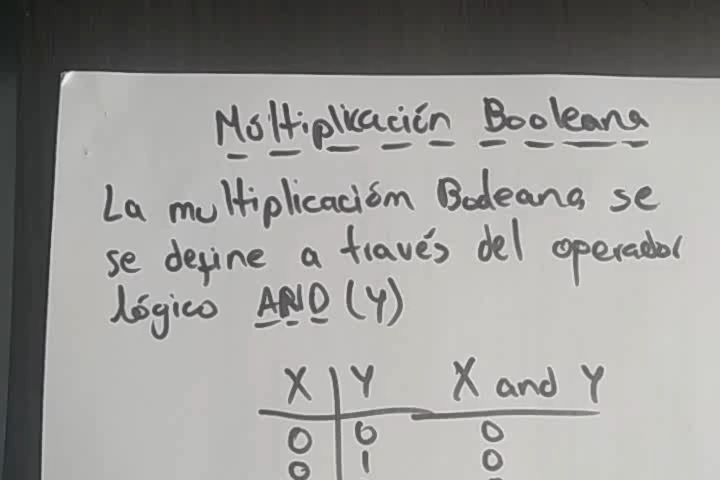 Múltiplicación Booleana
La multiplicación Booleana se
se define a través del operador
lógico AND (Y)
X Y X and Y
0 0 0
0 1 0